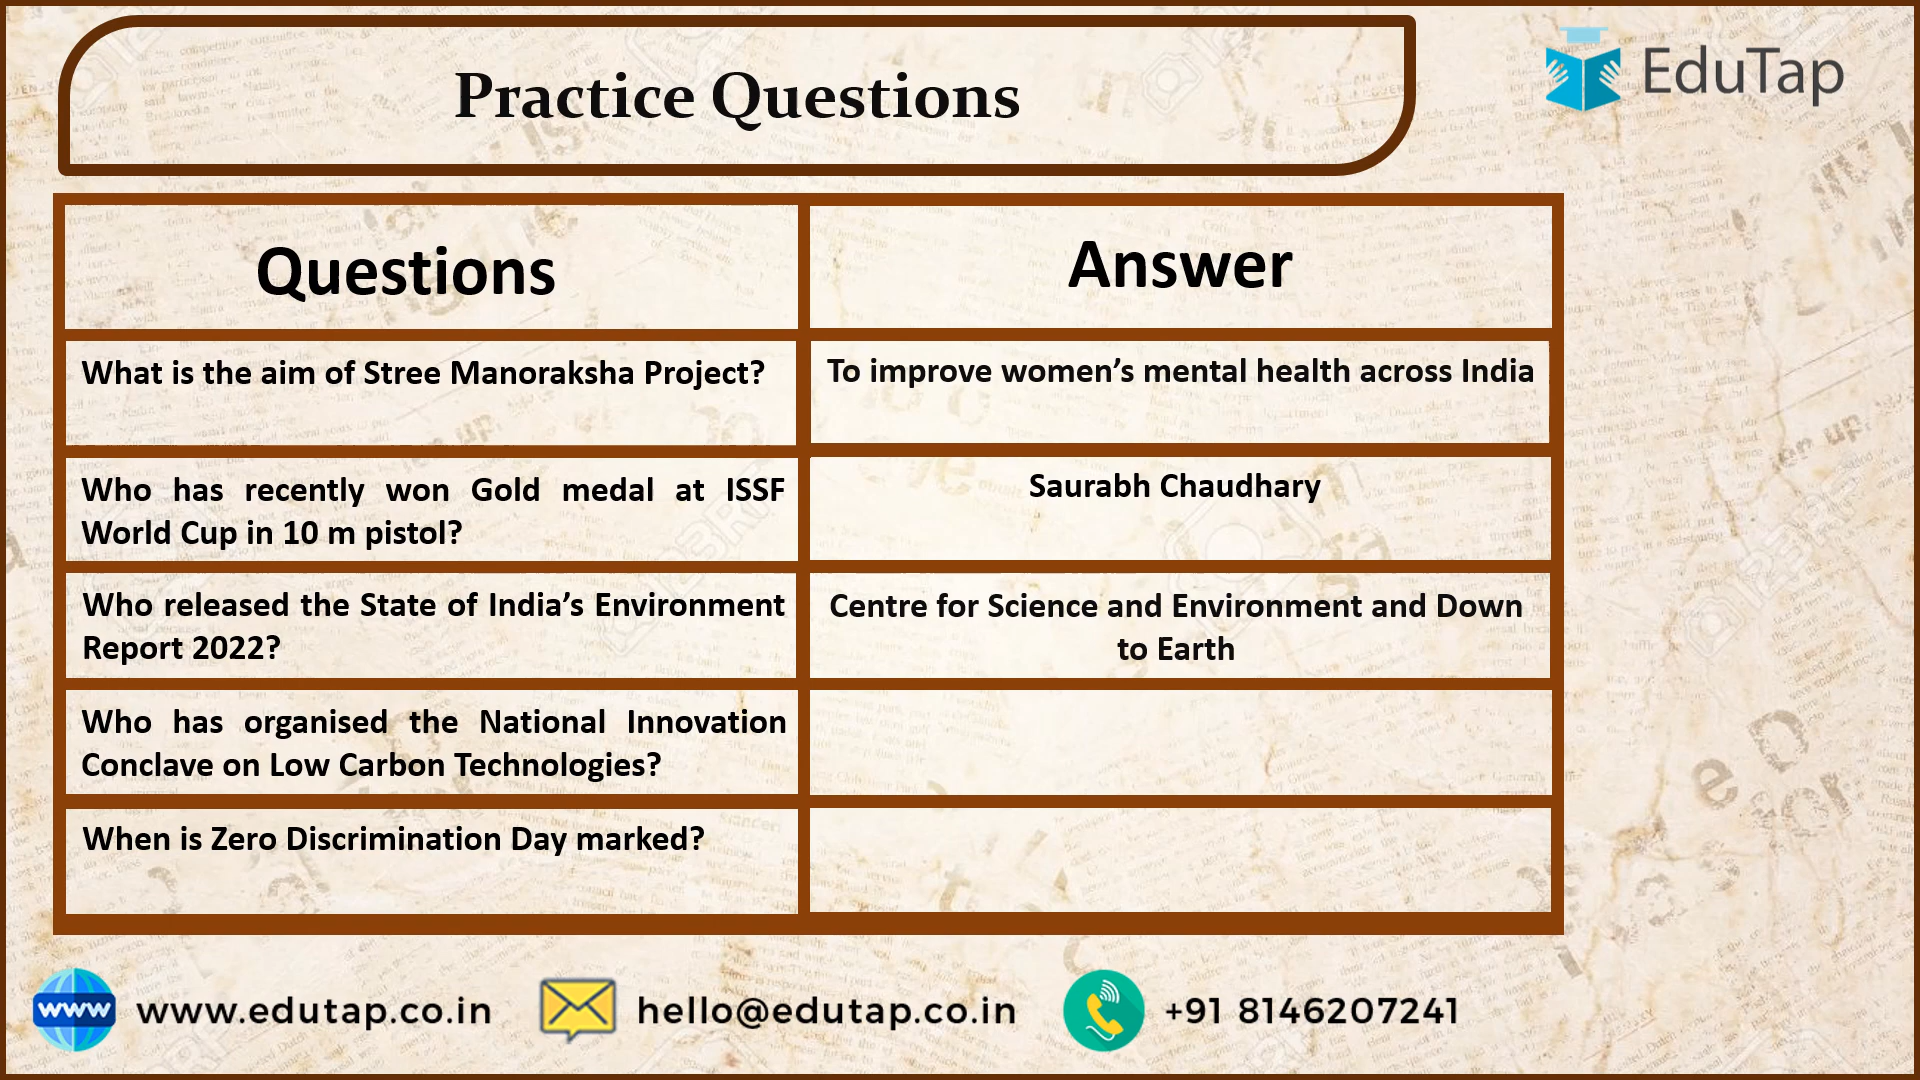 Practice Questions
EduTap
Questions
Answer
What is the aim of Stree Manoraksha Project?
To improve women’s mental health across India
Who has recently won Gold medal at ISSF
World Cup in 10 m pistol?
Saurabh Chaudhary
Who released the State of India’s Environment
Report 2022?
Centre for Science and Environment and Down
to Earth
Who has organised the National Innovation
Conclave on Low Carbon Technologies?
When is Zero Discrimination Day marked?
www
www.edutap.co.in
hello@edutap.co.in
+91 8146207241